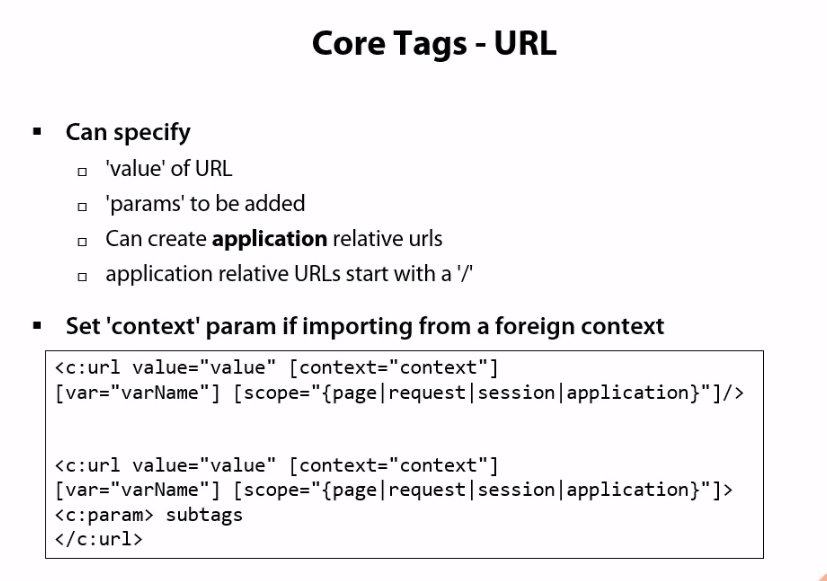 Core Tags - URL
Can specify
'value' of URL
'params' to be added
Can create application relative urls
application relative URLs start with a '/'
Set 'context' param if importing from a foreign context
<c:url value="value" [context="context"]
[var="varName"] [scope="{page|request|session|application}"]/>
<c:url value="value" [context="context"]
[var="varName"] [scope="{page|request|session|application}"]>
<c:param> subtags
</c:url>